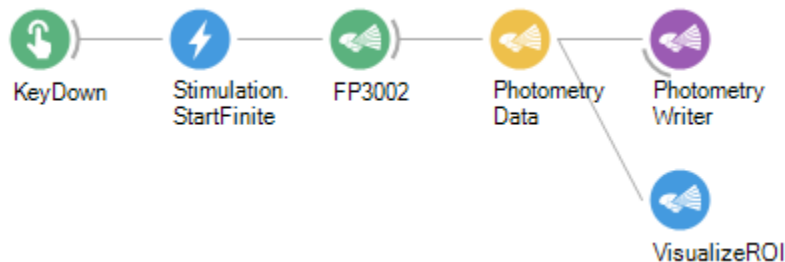 KeyDown
Stimulation.
StartFinite
FP3002
Photometry
Data
Photometry
Writer
VisualizeROI